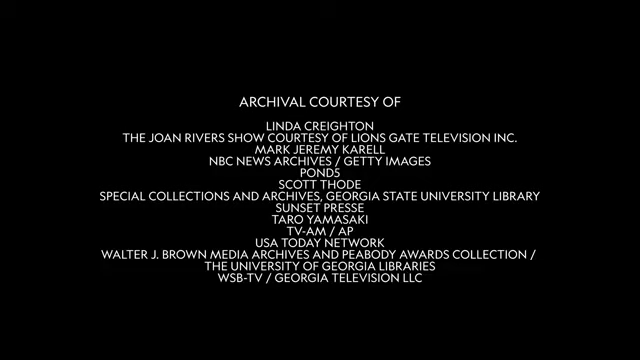 ARCHIVAL COURTESY OF
LINDA CREIGHTON
THE JOAN RIVERS SHOW COURTESY OF LIONS GATE TELEVISION INC.
MARK JEREMY KARELL
NBC NEWS ARCHIVES / GETTY IMAGES
POND5
SCOTT THODE
SPECIAL COLLECTIONS AND ARCHIVES, GEORGIA STATE UNIVERSITY LIBRARY
SUNSET PRESSE
TARO YAMASAKI
TV-AM / AP
USA TODAY NETWORK
WALTER J. BROWN MEDIA ARCHIVES AND PEABODY AWARDS COLLECTION /
THE UNIVERSITY OF GEORGIA LIBRARIES
WSB-TV / GEORGIA TELEVISION LLC